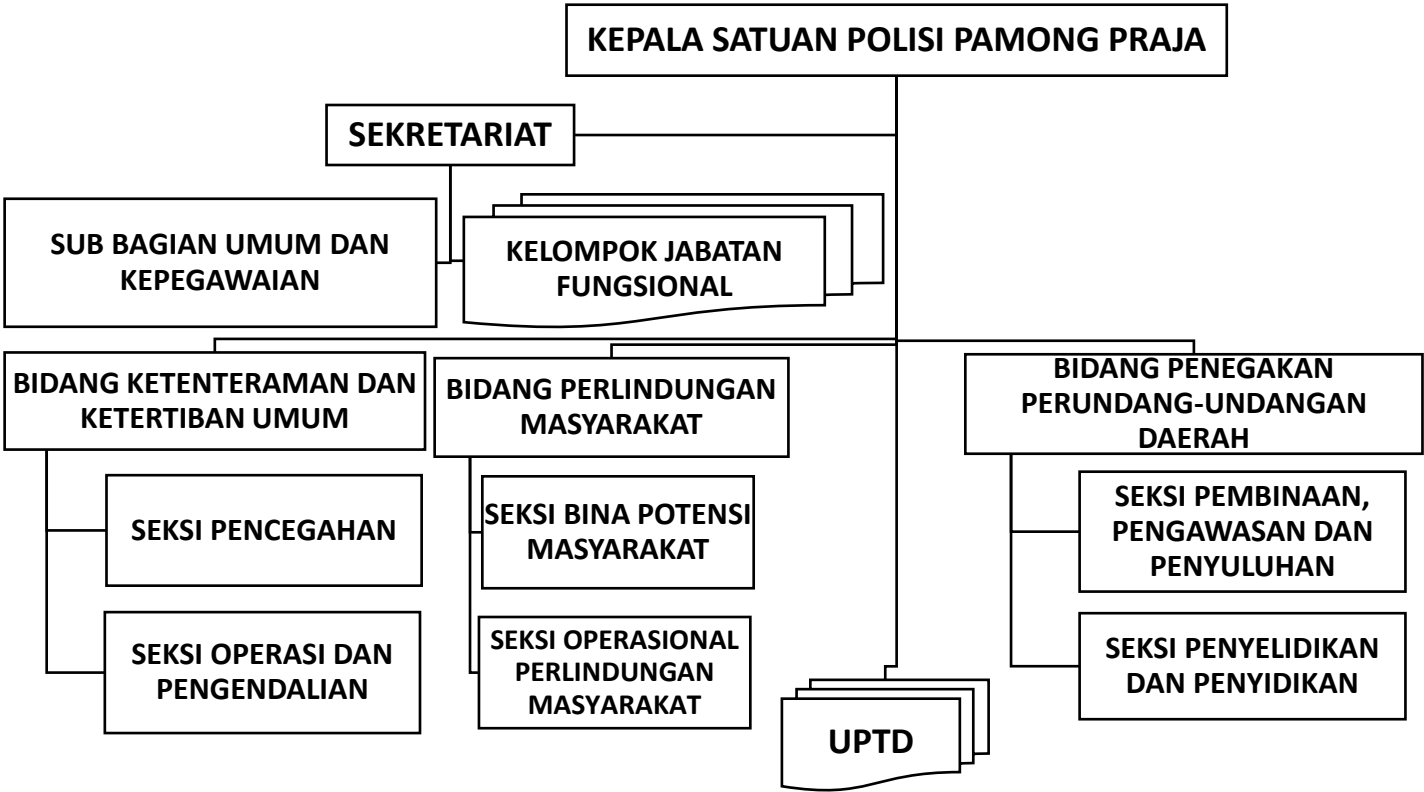 KEPALA SATUAN POLISI PAMONG PRAJA
SEKRETARIAT
SUB BAGIAN UMUM DAN
KEPEGAWAIAN
KELOMPOK JABATAN
FUNGSIONAL
BIDANG KETENTERAMAN DAN
KETERTIBAN UMUM
BIDANG PERLINDUNGAN
MASYARAKAT
BIDANG PENEGAKAN
PERUNDANG-UNDANGAN
DAERAH
SEKSI PENCEGAHAN
SEKSI BINA POTENSI
MASYARAKAT
SEKSI PEMBINAAN,
PENGAWASAN DAN
PENYULUHAN
SEKSI OPERASI DAN
PENGENDALIAN
SEKSI OPERASIONAL
PERLINDUNGAN
MASYARAKAT
SEKSI PENYELIDIKAN
DAN PENYIDIKAN
UPTD